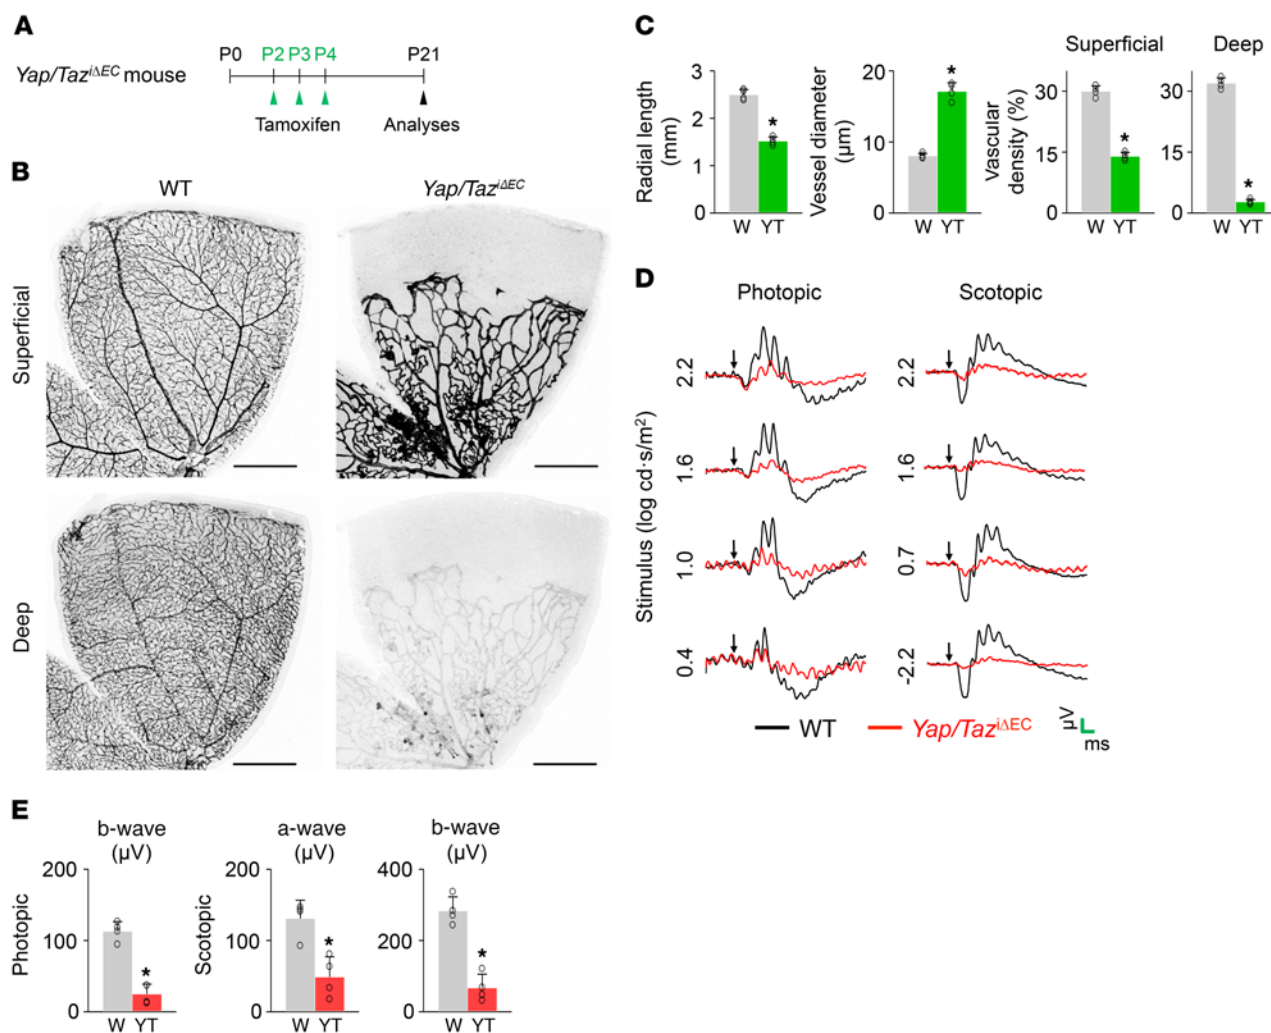 A
P0 P2 P3 P4 P21
Yap/Taz^iΔEC mouse
Tamoxifen Analyses
B
WT Yap/Taz^iΔEC
Superficial
Deep
C
Superficial Deep
Radial length (mm)
3
2
1
0
*
W YT
Vessel diameter (µm)
20
10
0
*
W YT
Vascular density (%)
30
15
0
*
W YT
30
15
0
*
W YT
D
Photopic Scotopic
Stimulus (log cd·s/m²)
2.2 2.2
1.6 1.6
1.0 0.7
0.4 -2.2
WT Yap/Taz^iΔEC
µV
ms
E
b-wave (µV)
Photopic
200
100
0
*
W YT
a-wave (µV)
Scotopic
200
100
0
*
W YT
b-wave (µV)
400
200
0
*
W YT